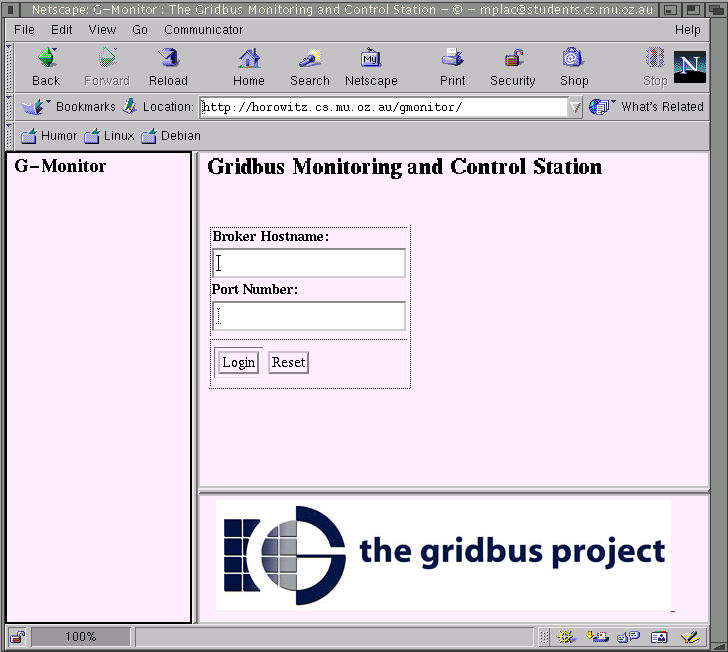 Netscape: G-Monitor : The Gridbus Monitoring and Control Station - © - mplac@students.cs.mu.oz.au
File Edit View Go Communicator Help
Back Forward Reload Home Search Netscape Print Security Shop Stop
My
N
Bookmarks Location: http://horowitz.cs.mu.oz.au/gmonitor/ What's Related
Humor Linux Debian
G-Monitor
Gridbus Monitoring and Control Station
Broker Hostname:
Port Number:
Login Reset
the gridbus project
100%